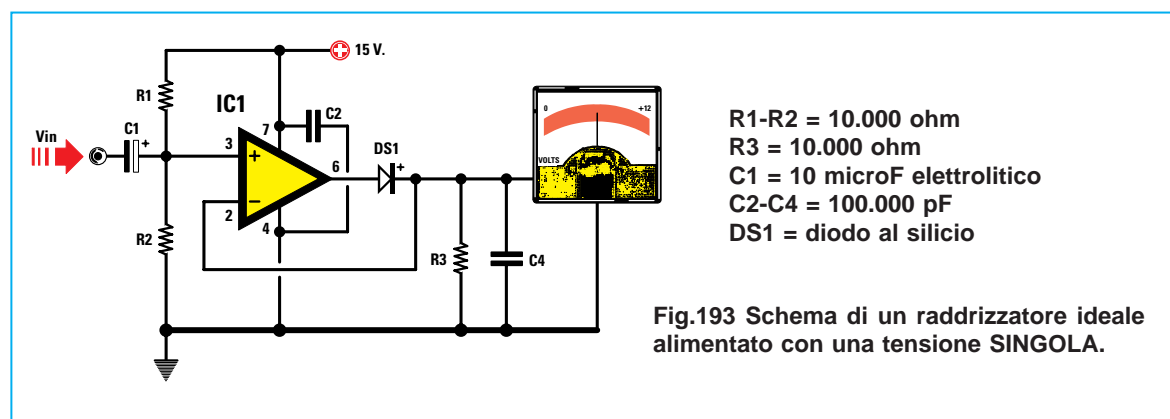 15 V.
R1
IC1
C2
Vin
C1
+
7
3
+
6
DS1
+
2
−
4
R2
R3
C4
0
+12
VOLTS
R1-R2 = 10.000 ohm
R3 = 10.000 ohm
C1 = 10 microF elettrolitico
C2-C4 = 100.000 pF
DS1 = diodo al silicio
Fig.193 Schema di un raddrizzatore ideale
alimentato con una tensione SINGOLA.